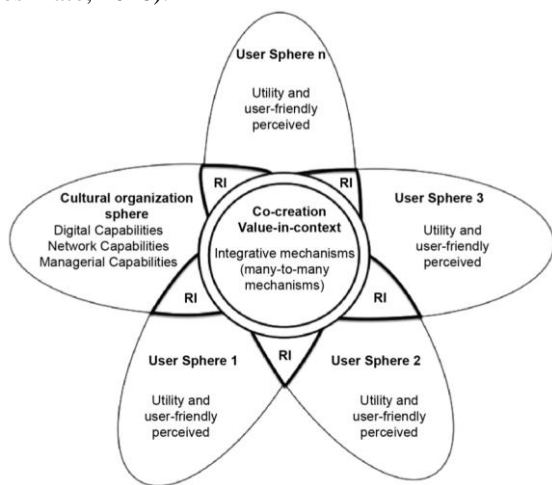 User Sphere n
Utility and
user-friendly
perceived
RI
RI
Cultural organization
sphere
Digital Capabilities
Network Capabilities
Managerial Capabilities
Co-creation
Value-in-context
Integrative mechanisms
(many-to-many
mechanisms)
User Sphere 3
Utility and
user-friendly
perceived
RI
RI
RI
User Sphere 1
Utility and
user-friendly
perceived
User Sphere 2
Utility and
user-friendly
perceived